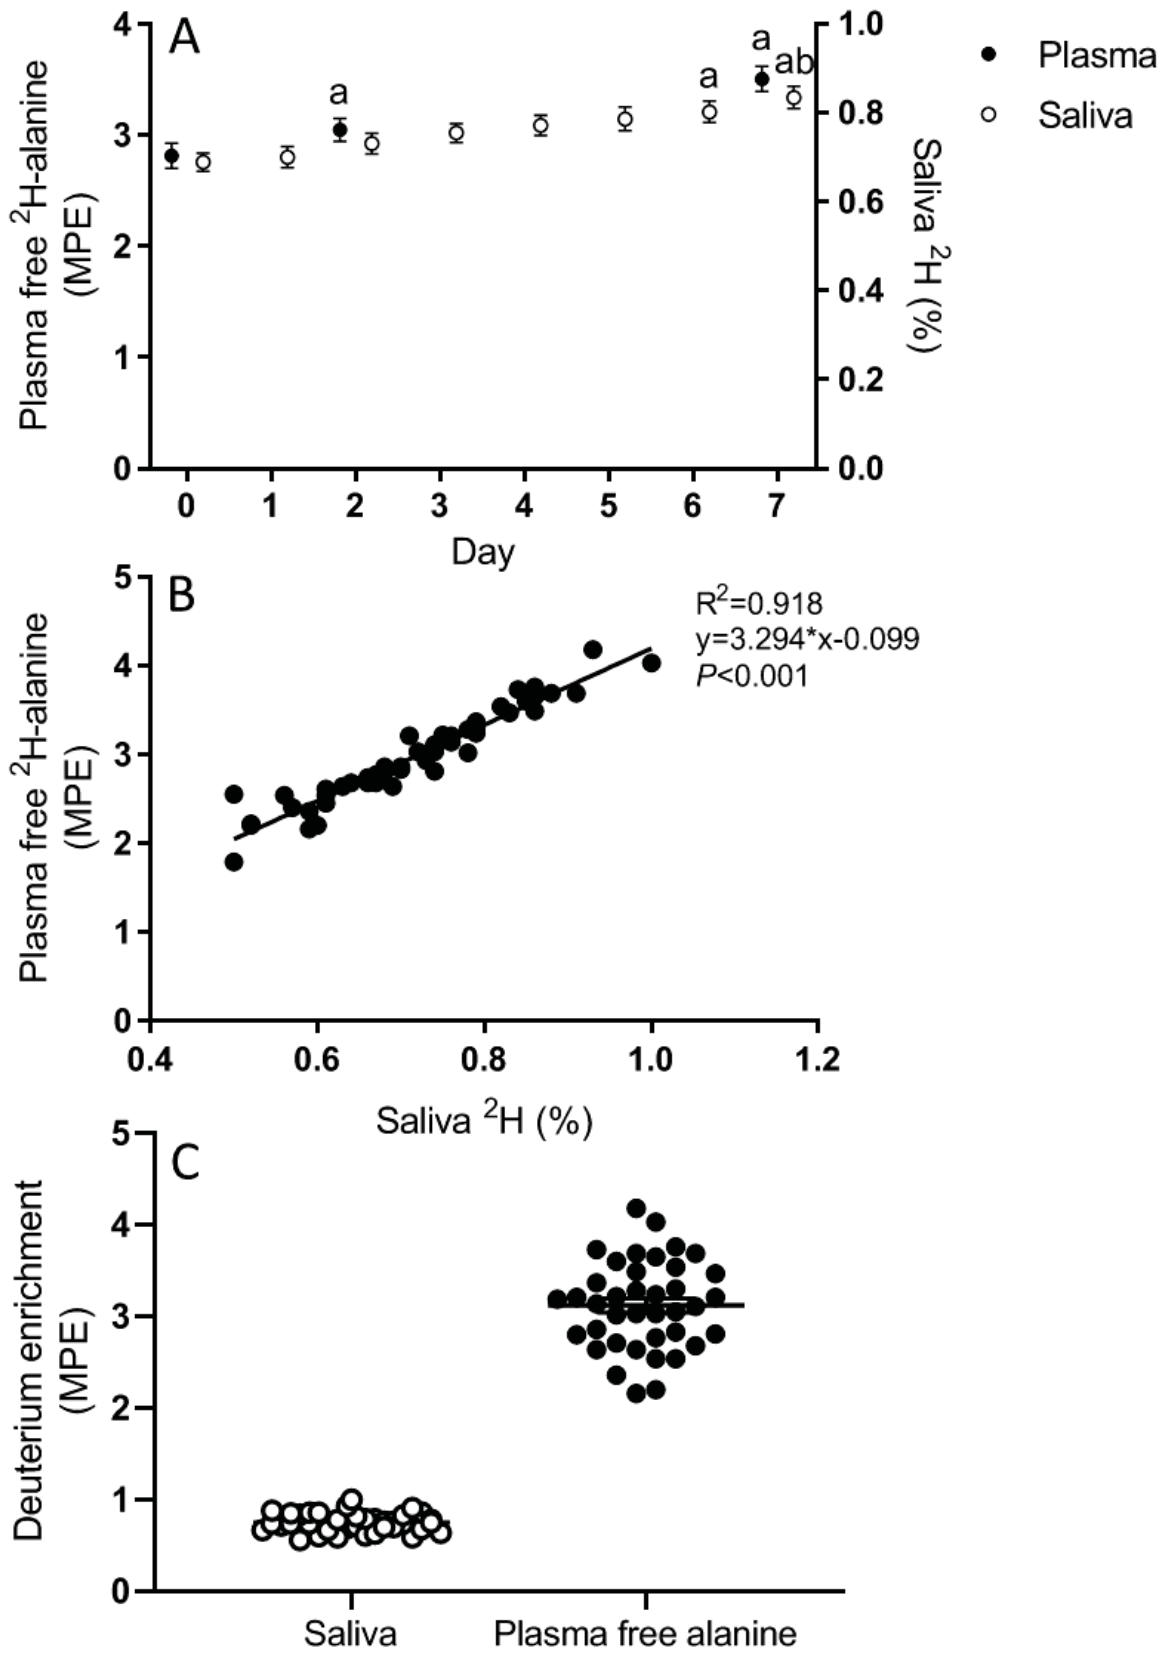 A
4
3
2
1
0
Plasma free ²H-alanine
(MPE)
a
a
a
ab
1.0
0.8
0.6
0.4
0.2
0.0
Saliva ²H (%)
Plasma
Saliva
0 1 2 3 4 5 6 7
Day
B
5
4
3
2
1
0
Plasma free ²H-alanine
(MPE)
R²=0.918
y=3.294*x-0.099
P<0.001
0.4 0.6 0.8 1.0 1.2
Saliva ²H (%)
C
5
4
3
2
1
0
Deuterium enrichment
(MPE)
Saliva Plasma free alanine